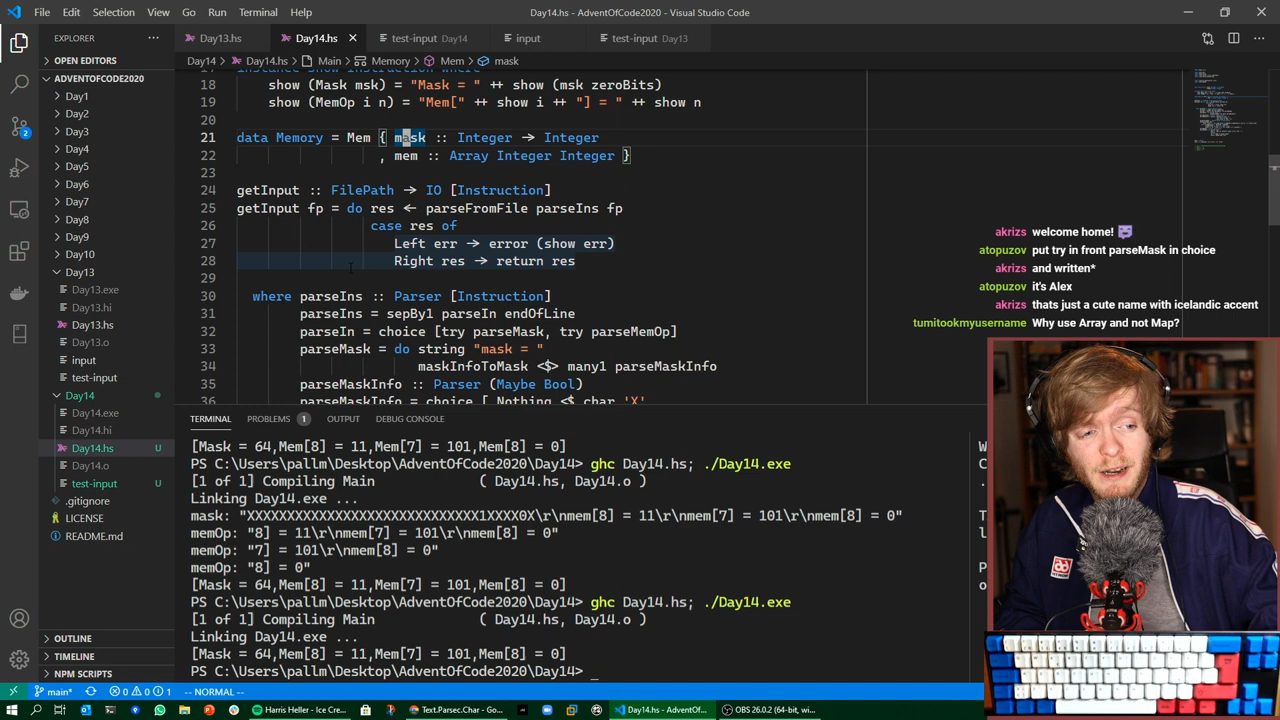 File Edit Selection View Go Run Terminal Help
Day14.hs - AdventOfCode2020 - Visual Studio Code
EXPLORER
OPEN EDITORS
ADVENTOFCODE2020
Day1
Day2
Day3
Day4
Day5
Day6
Day7
Day8
Day9
Day10
Day13
Day13.exe
Day13.hi
Day13.hs
Day13.o
input
test-input
Day14
Day14.exe
Day14.hi
Day14.hs U
Day14.o
test-input U
.gitignore
LICENSE
README.md
OUTLINE
TIMELINE
NPM SCRIPTS
Day13.hs Day14.hs test-input Day14 input test-input Day13
Day14 > Day14.hs > Main > Memory > Mem > mask
17 instance Show Instruction where
18 show (Mask msk) = "Mask = " ++ show (msk zeroBits)
19 show (MemOp i n) = "Mem[" ++ show i ++ "] = " ++ show n
20
21 data Memory = Mem { mask :: Integer → Integer
22 , mem :: Array Integer Integer }
23
24 getInput :: FilePath → IO [Instruction]
25 getInput fp = do res ← parseFromFile parseIns fp
26 case res of
27 Left err → error (show err)
28 Right res → return res
29
30 where parseIns :: Parser [Instruction]
31 parseIns = sepBy1 parseIn endOfLine
32 parseIn = choice [try parseMask, try parseMemOp]
33 parseMask = do string "mask = "
34 maskInfoToMask <$> many1 parseMaskInfo
35 parseMaskInfo :: Parser (Maybe Bool)
36 parseMaskInfo = choice [ Nothing <$ char 'X'
akrizs welcome home!
atopuzov put try in front parseMask in choice
akrizs and written*
atopuzov it's Alex
akrizs thats just a cute name with icelandic accent
tumitookmyusername Why use Array and not Map?
TERMINAL PROBLEMS 1 OUTPUT DEBUG CONSOLE
[Mask = 64,Mem[8] = 11,Mem[7] = 101,Mem[8] = 0]
PS C:\Users\pallm\Desktop\AdventOfCode2020\Day14> ghc Day14.hs; ./Day14.exe
[1 of 1] Compiling Main ( Day14.hs, Day14.o )
Linking Day14.exe ...
mask: "XXXXXXXXXXXXXXXXXXXXXXXXXXXXX1XXXX0X\r\nmem[8] = 11\r\nmem[7] = 101\r\nmem[8] = 0"
memOp: "8] = 11\r\nmem[7] = 101\r\nmem[8] = 0"
memOp: "7] = 101\r\nmem[8] = 0"
memOp: "8] = 0"
[Mask = 64,Mem[8] = 11,Mem[7] = 101,Mem[8] = 0]
PS C:\Users\pallm\Desktop\AdventOfCode2020\Day14> ghc Day14.hs; ./Day14.exe
[1 of 1] Compiling Main ( Day14.hs, Day14.o )
Linking Day14.exe ...
[Mask = 64,Mem[8] = 11,Mem[7] = 101,Mem[8] = 0]
PS C:\Users\pallm\Desktop\AdventOfCode2020\Day14> _
main* 0 0 1 -- NORMAL --
Harris Heller - Ice Cre... Text.Parsec.Char - Go... Day14.hs - AdventOf... OBS 26.0.2 (64-bit, wi...